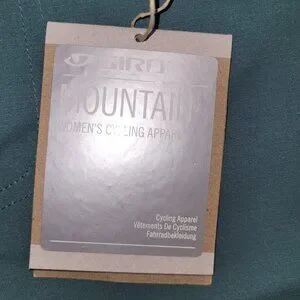 GIRO
MOUNTAIN
WOMEN'S CYCLING APPAREL
Cycling Apparel
Vêtements De Cyclisme
Fahrradbekleidung